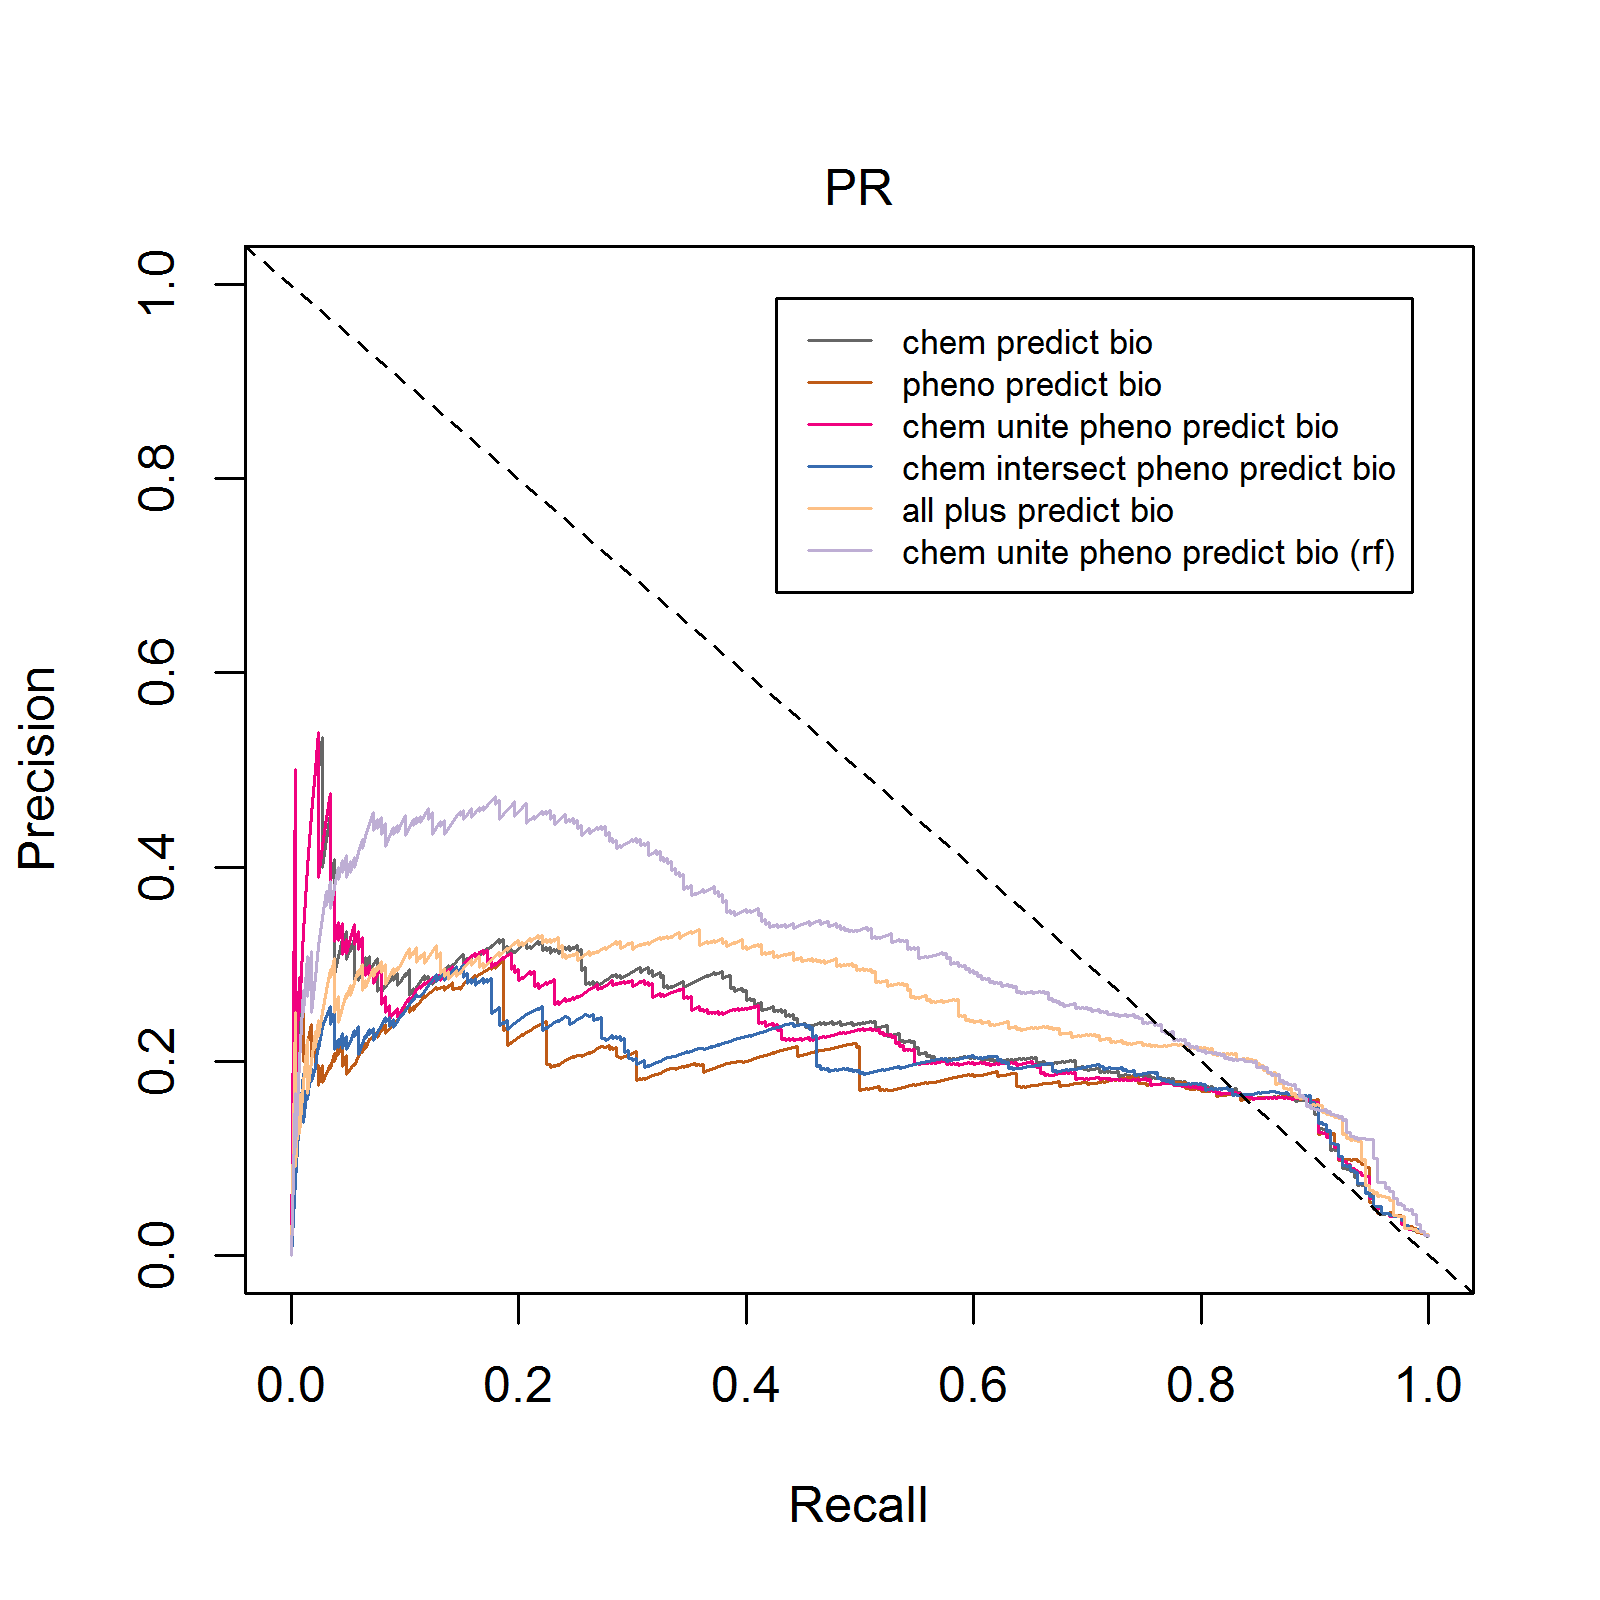 PR
1.0
0.8
0.6
0.4
0.2
0.0
Precision
chem predict bio
pheno predict bio
chem unite pheno predict bio
chem intersect pheno predict bio
all plus predict bio
chem unite pheno predict bio (rf)
0.0 0.2 0.4 0.6 0.8 1.0
Recall